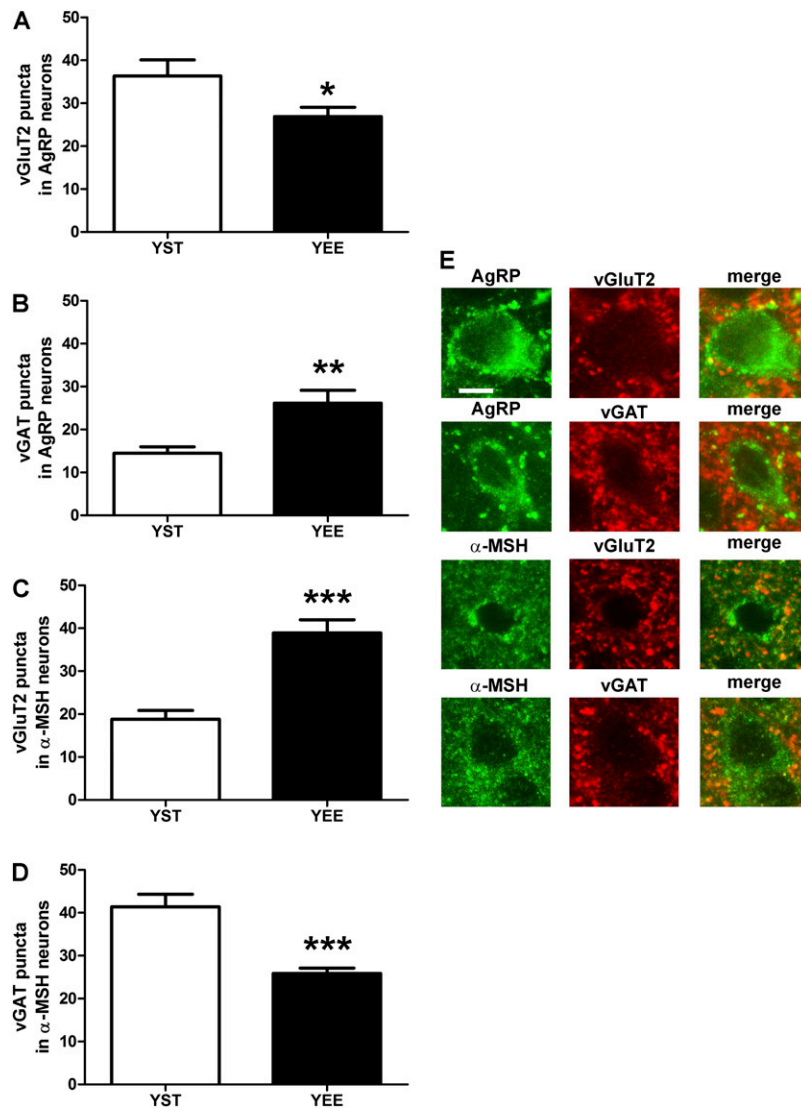 A
50
40
30
20
10
0
vGluT2 puncta
in AgRP neurons
*
YST YEE
B
50
40
30
20
10
0
vGAT puncta
in AgRP neurons
**
YST YEE
C
50
40
30
20
10
0
vGluT2 puncta
in α-MSH neurons
***
YST YEE
D
50
40
30
20
10
0
vGAT puncta
in α-MSH neurons
***
YST YEE
E
AgRP vGluT2 merge
AgRP vGAT merge
α-MSH vGluT2 merge
α-MSH vGAT merge